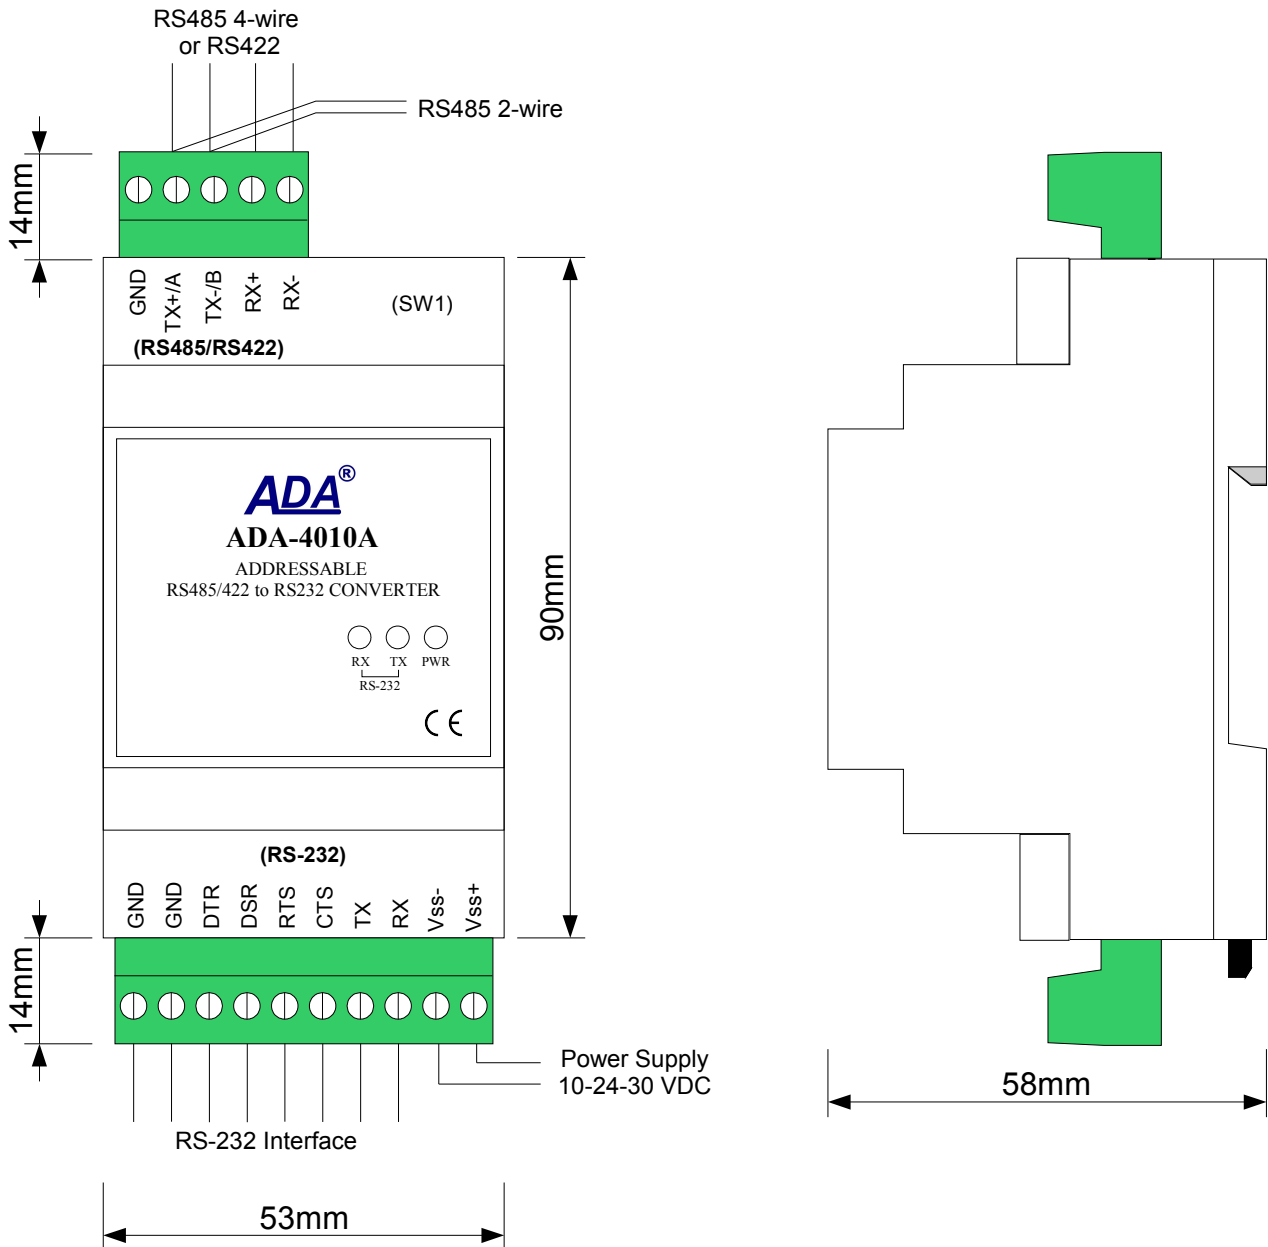 RS485 4-wire
or RS422
RS485 2-wire
14mm
GND
TX+/A
TX-/B
RX+
RX-
(SW1)
(RS485/RS422)
ADA®
ADA-4010A
ADDRESSABLE
RS485/422 to RS232 CONVERTER
RX TX PWR
RS-232
CE
90mm
(RS-232)
GND
GND
DTR
DSR
RTS
CTS
TX
RX
Vss-
Vss+
14mm
Power Supply
10-24-30 VDC
RS-232 Interface
53mm
58mm